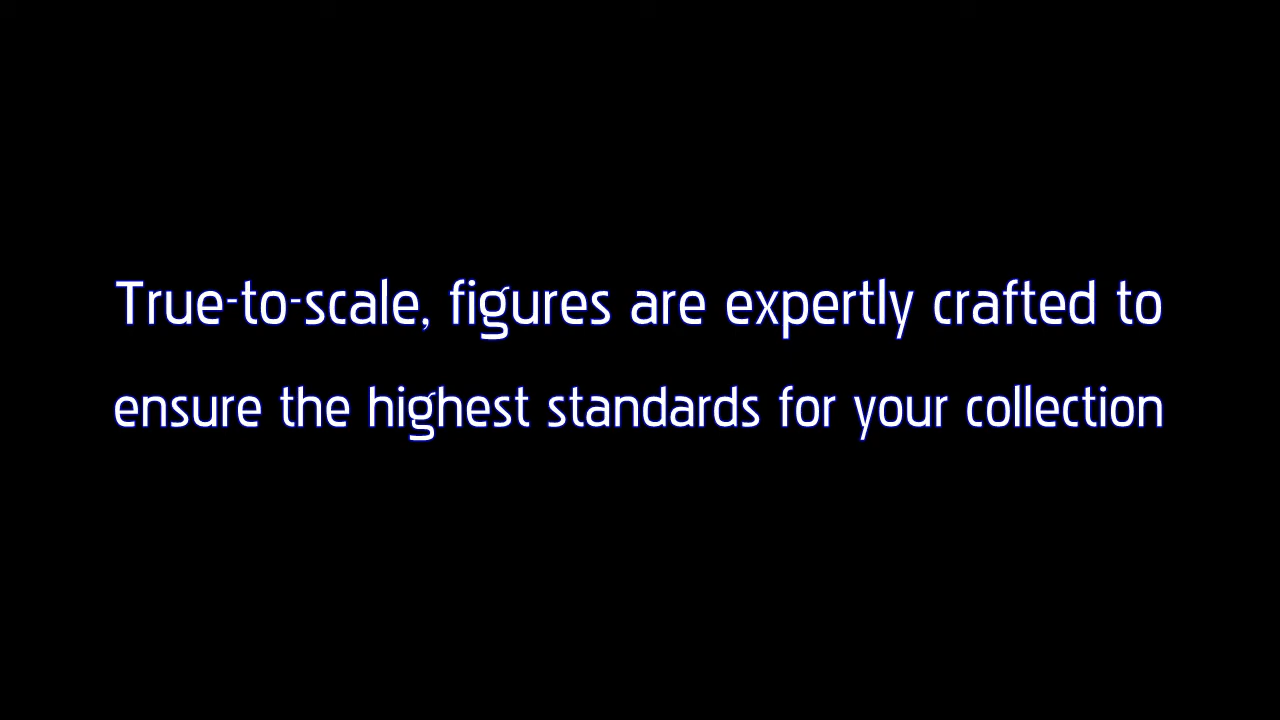 True-to-scale, figures are expertly crafted to
ensure the highest standards for your collection